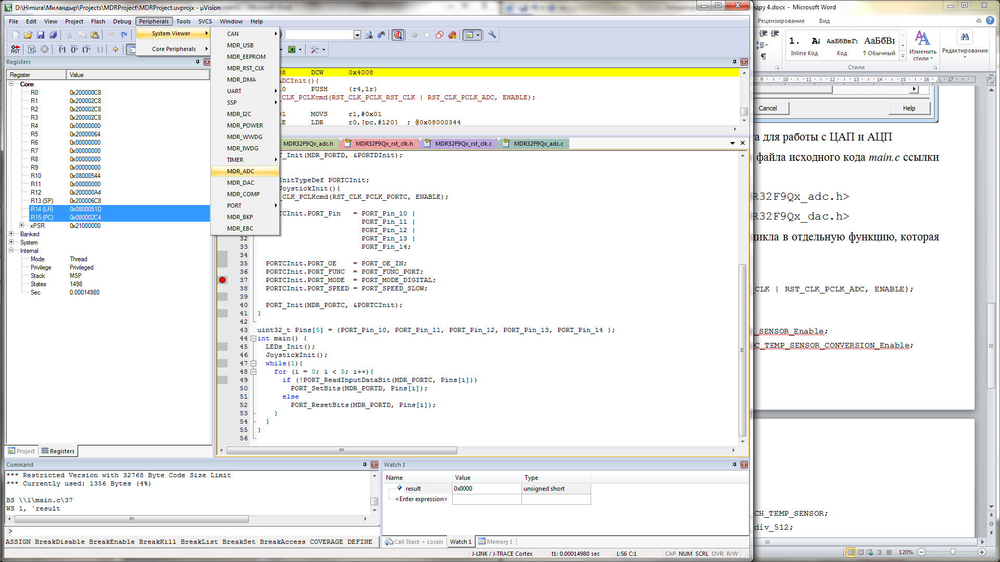 D:\Himura\Миландыр\Projects\MDRProject\MDRProject.uvprojx - µVision
File Edit View Project Flash Debug Peripherals Tools SVCS Window Help
System Viewer
Core Peripherals
CAN
MDR_USB
MDR_EEPROM
MDR_RST_CLK
MDR_DMA
UART
SSP
MDR_I2C
MDR_POWER
MDR_WWDG
MDR_IWDG
TIMER
MDR_ADC
MDR_DAC
MDR_COMP
PORT
MDR_BKP
MDR_EBC
RST
Registers
Register Value
Core
R0 0x200000C8
R1 0x200002C8
R2 0x200002C8
R3 0x200002C8
R4 0x00000000
R5 0x20000064
R6 0x00000000
R7 0x00000000
R8 0x00000000
R9 0x00000000
R10 0x08000544
R11 0x00000000
R12 0x200000A4
R13 (SP) 0x200006C8
R14 (LR) 0x0800051D
R15 (PC) 0x080002C4
xPSR 0x21000000
Banked
System
Internal
Mode Thread
Privilege Privileged
Stack MSP
States 1498
Sec 0.00014980
Project Registers
DCW 0x4008
ADCInit(){
PUSH {r4,lr}
_CLK_PCLKcmd(RST_CLK_PCLK_RST_CLK | RST_CLK_PCLK_ADC, ENABLE);
01 MOVS r1,#0x01
LDR r0,[pc,#120] ; @0x08000344
MDR32F9Qx_adc.h MDR32F9Qx_rst_clk.h MDR32F9Qx_rst_clk.c MDR32F9Qx_adc.c
_Init(MDR_PORTD, &PORTDInit);
InitTypeDef PORTCInit;
JoystickInit(){
_CLK_PCLKcmd(RST_CLK_PCLK_PORTC, ENABLE);
TCInit.PORT_Pin = PORT_Pin_10 |
PORT_Pin_11 |
PORT_Pin_12 |
32 PORT_Pin_13 |
33 PORT_Pin_14;
34
35 PORTCInit.PORT_OE = PORT_OE_IN;
36 PORTCInit.PORT_FUNC = PORT_FUNC_PORT;
37 PORTCInit.PORT_MODE = PORT_MODE_DIGITAL;
38 PORTCInit.PORT_SPEED = PORT_SPEED_SLOW;
39
40 PORT_Init(MDR_PORTC, &PORTCInit);
41 }
42
43 uint32_t Pins[5] = {PORT_Pin_10, PORT_Pin_11, PORT_Pin_12, PORT_Pin_13, PORT_Pin_14 };
44 int main() {
45 LEDs_Init();
46 JoystickInit();
47 while(1){
48 for (i = 0; i < 5; i++){
49 if (!PORT_ReadInputDataBit(MDR_PORTC, Pins[i]))
50 PORT_SetBits(MDR_PORTD, Pins[i]);
51 else
52 PORT_ResetBits(MDR_PORTD, Pins[i]);
53 }
54 }
55 }
56
Command
*** Restricted Version with 32768 Byte Code Size Limit
*** Currently used: 1356 Bytes (4%)
BS \\1\main.c\37
WS 1, `result
>
ASSIGN BreakDisable BreakEnable BreakKill BreakList BreakSet BreakAccess COVERAGE DEFINE
Watch 1
Name Value Type
result 0x0000 unsigned short
<Enter expression>
Call Stack + Locals Watch 1 Memory 1
J-LINK / J-TRACE Cortex t1: 0.00014980 sec L:56 C:1 CAP NUM SCRL OVR R/W
ндру 4.docx - Microsoft Word
Рецензирование Вид
1. Aa АаБбВвГг АаБбВв
Inline Код Код ¶ Обычный
Изменить стили
Редактирование
Стили
9 10 11 12 13 14 15 16 17
Cancel Help
а для работы с ЦАП и АЦП
файла исходного кода main.c ссылки
R32F9Qx_adc.h>
R32F9Qx_dac.h>
цикла в отдельную функцию, которая
CLK | RST_CLK_PCLK_ADC, ENABLE);
_SENSOR_Enable;
DC_TEMP_SENSOR_CONVERSION_Enable;
CH_TEMP_SENSOR;
div_512;
120%